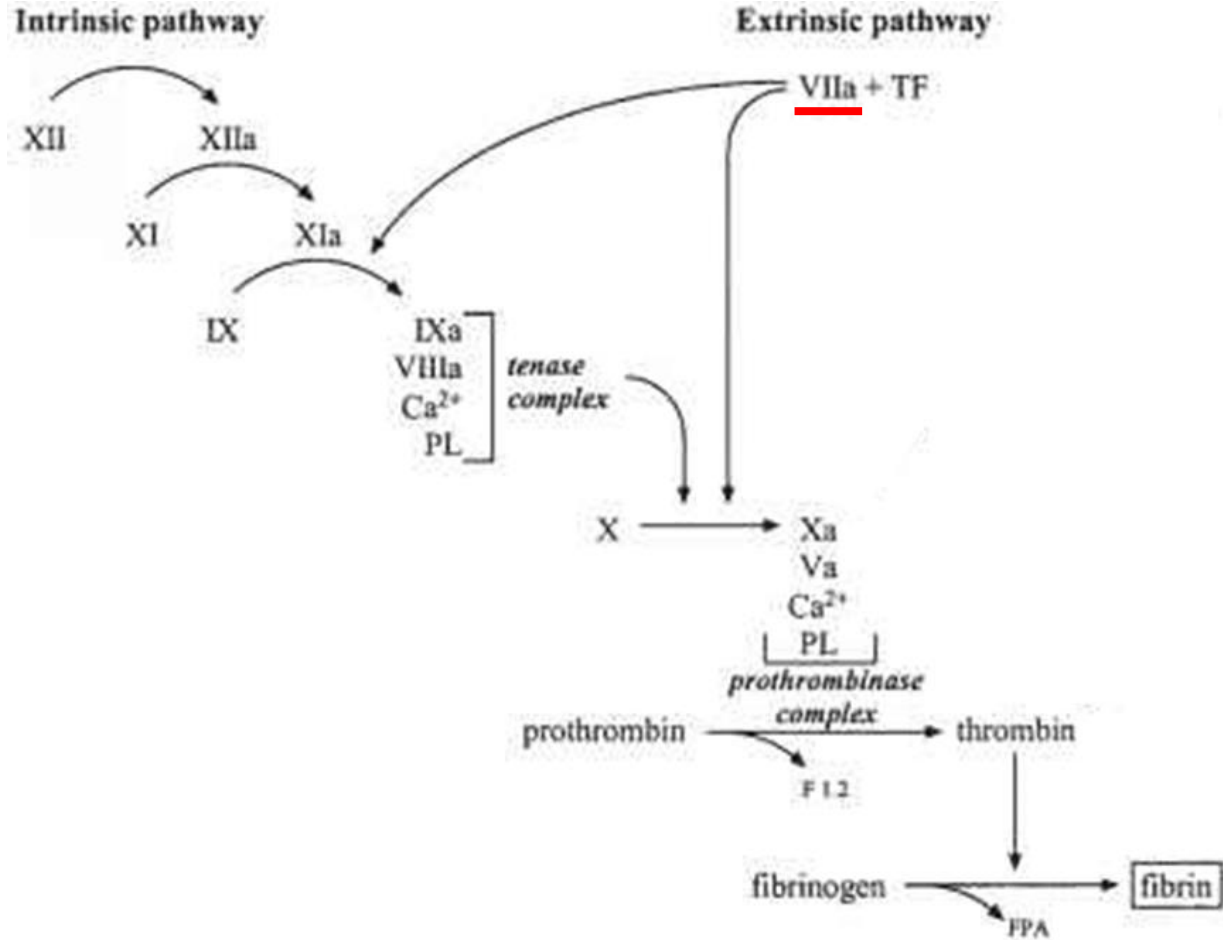 Intrinsic pathway
Extrinsic pathway
VIIa + TF
XII
XIIa
XI
XIa
IX
IXa
VIIIa
Ca2+
PL
tenase
complex
X
Xa
Va
Ca2+
PL
prothrombinase
complex
prothrombin
thrombin
F 1.2
fibrinogen
fibrin
FPA